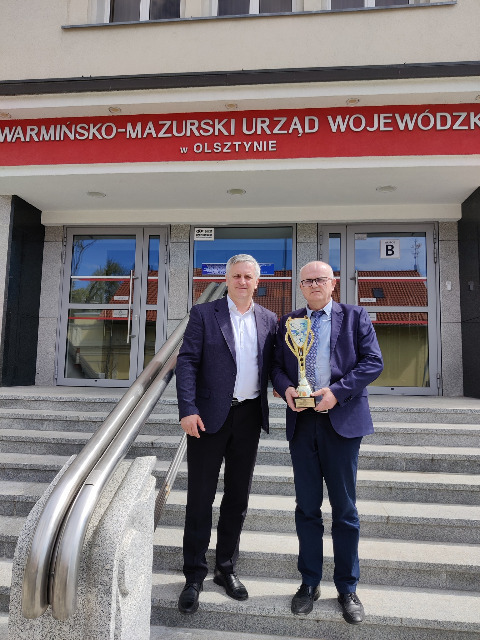 WARMIŃSKO-MAZURSKI URZĄD WOJEWÓDZK
W OLSZTYNIE
B